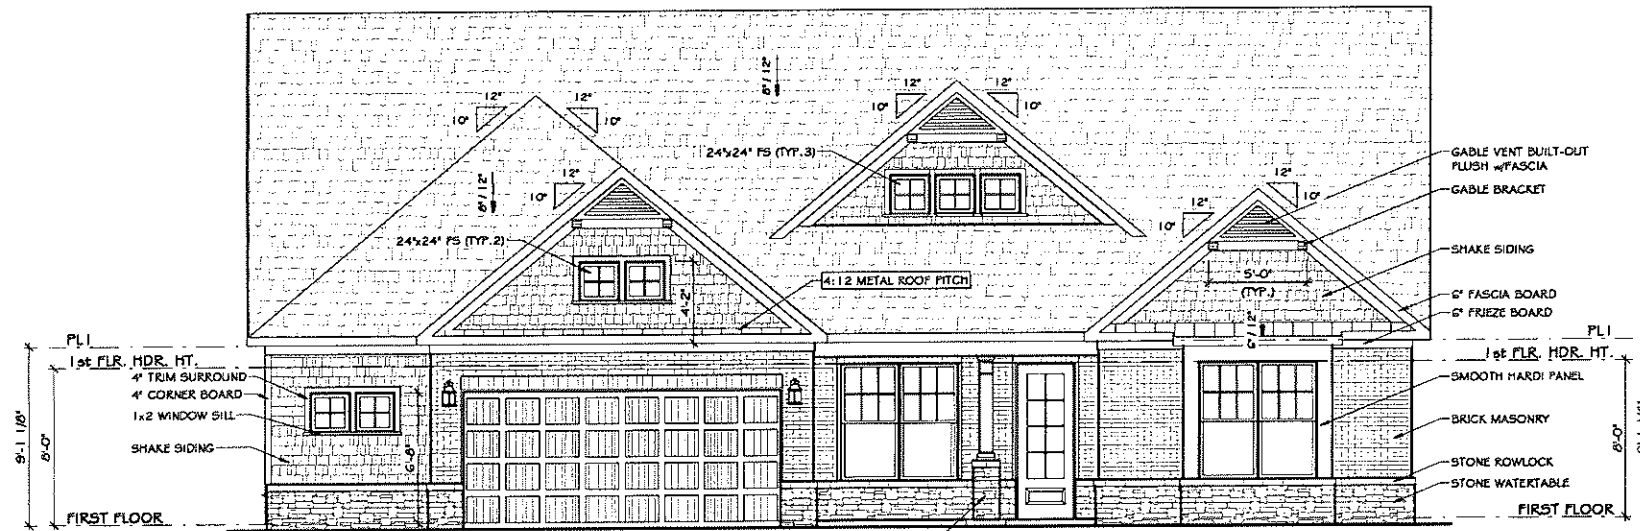 12"
10"
12"
10"
8"/12"
12"
10"
12"
10"
24"x24" FS (TYP.3)
GABLE VENT BUILT-OUT
FLUSH w/FASCIA
8"/12"
12"
10"
12"
10"
12"
10"
GABLE BRACKET
24"x24" FS (TYP.2)
SHAKE SIDING
4'-2"
4:12 METAL ROOF PITCH
5'-0"
(TYP.)
6" FASCIA BOARD
6" FRIEZE BOARD
6"/12"
PL1
PL1
1st FLR. HDR. HT.
1st FLR. HDR. HT.
4" TRIM SURROUND
4" CORNER BOARD
1x2 WINDOW SILL
SHAKE SIDING
SMOOTH HARDI PANEL
BRICK MASONRY
9'-1 1/8"
8'-0"
6'-8"
8'-0"
STONE ROWLOCK
STONE WATERTABLE
FIRST FLOOR
FIRST FLOOR